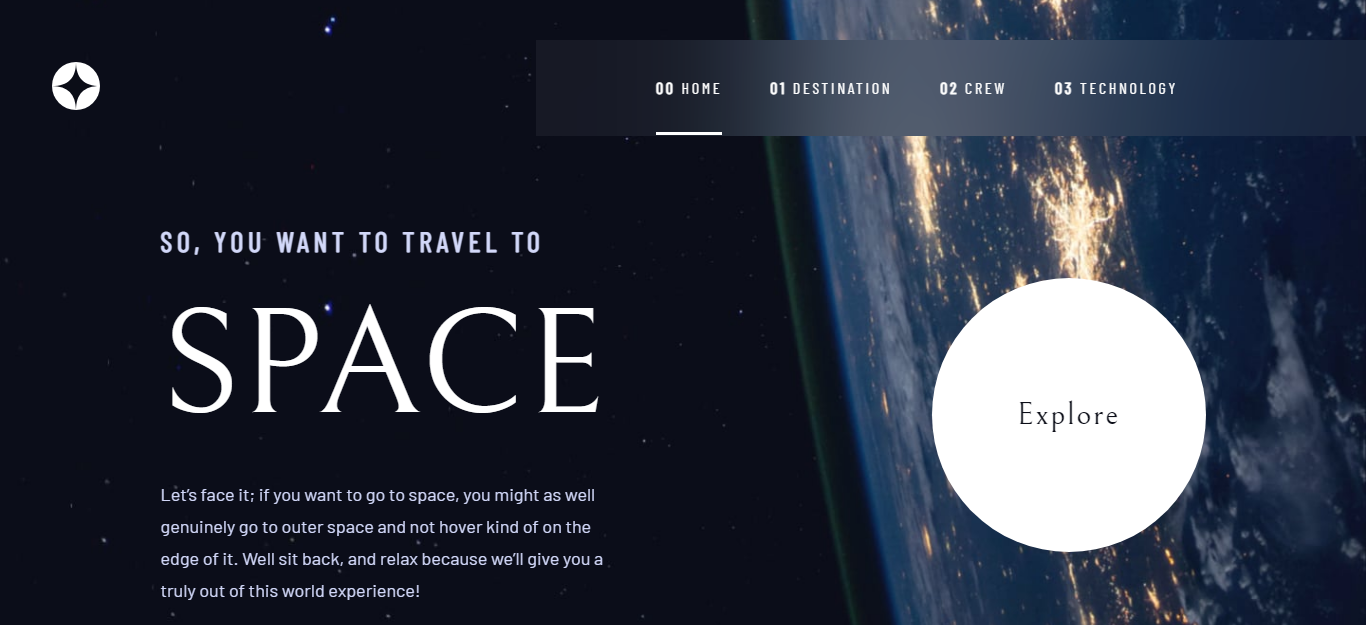 00 HOME 01 DESTINATION 02 CREW 03 TECHNOLOGY
SO, YOU WANT TO TRAVEL TO
SPACE
Explore
Let’s face it; if you want to go to space, you might as well
genuinely go to outer space and not hover kind of on the
edge of it. Well sit back, and relax because we’ll give you a
truly out of this world experience!